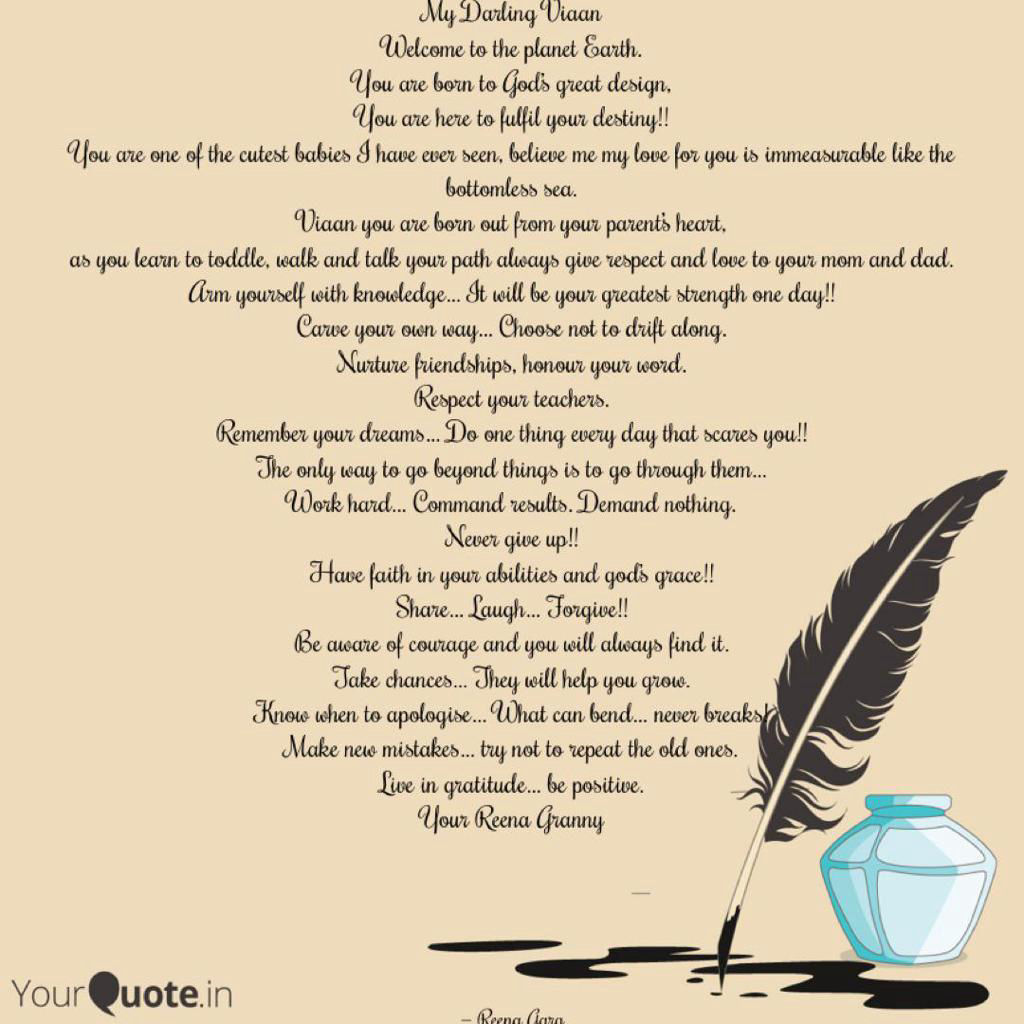 My Darling Viaan
Welcome to the planet Earth.
You are born to God's great design,
You are here to fulfil your destiny!!
You are one of the cutest babies I have ever seen, believe me my love for you is immeasurable like the
bottomless sea.
Viaan you are born out from your parent's heart,
as you learn to toddle, walk and talk your path always give respect and love to your mom and dad.
Arm yourself with knowledge... It will be your greatest strength one day!!
Carve your own way... Choose not to drift along.
Nurture friendships, honour your word.
Respect your teachers.
Remember your dreams... Do one thing every day that scares you!!
The only way to go beyond things is to go through them...
Work hard... Command results. Demand nothing.
Never give up!!
Have faith in your abilities and god's grace!!
Share... Laugh... Forgive!!
Be aware of courage and you will always find it.
Take chances... They will help you grow.
Know when to apologise... What can bend... never breaks!
Make new mistakes... try not to repeat the old ones.
Live in gratitude... be positive.
Your Reena Granny
YourQuote.in
– Reena Garg